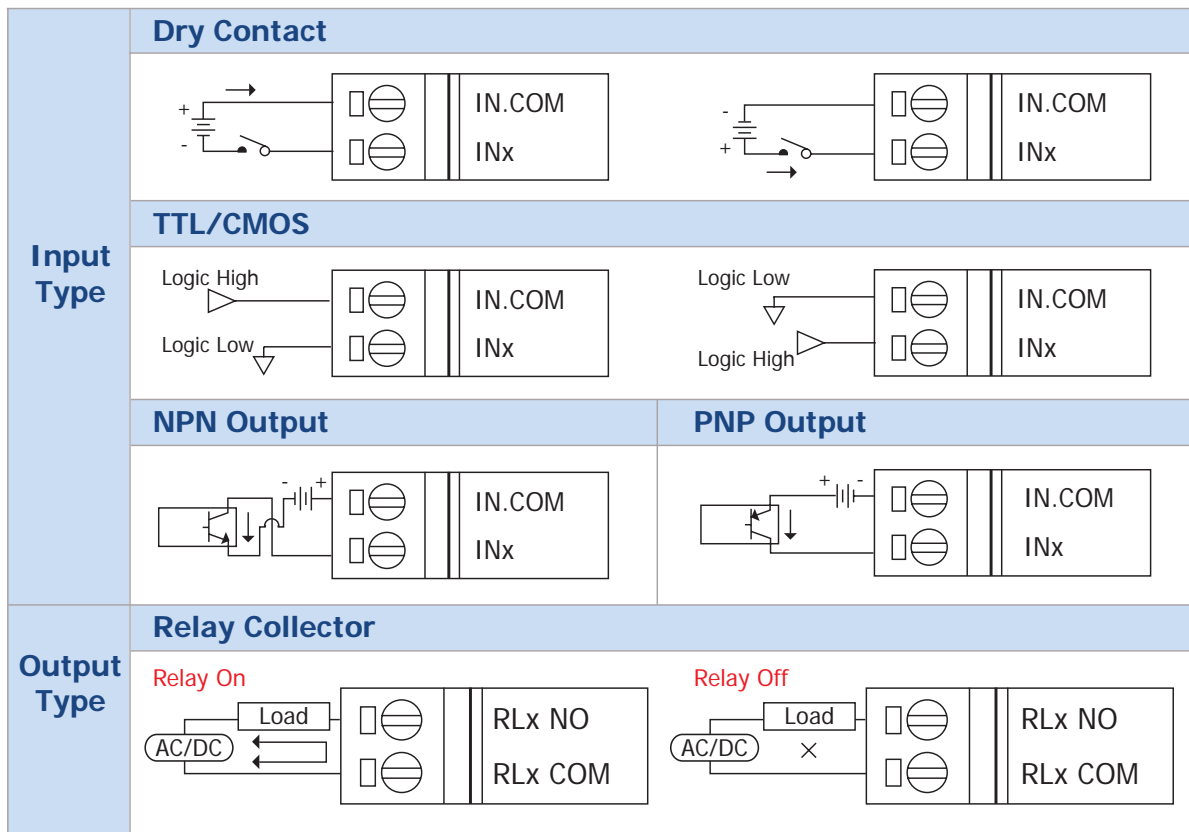 Input
Type
Dry Contact
+
-
IN.COM
INx
-
+
IN.COM
INx
TTL/CMOS
Logic High
Logic Low
IN.COM
INx
Logic Low
Logic High
IN.COM
INx
NPN Output
- +
IN.COM
INx
PNP Output
+ -
IN.COM
INx
Output
Type
Relay Collector
Relay On
Load
AC/DC
RLx NO
RLx COM
Relay Off
Load
AC/DC
RLx NO
RLx COM